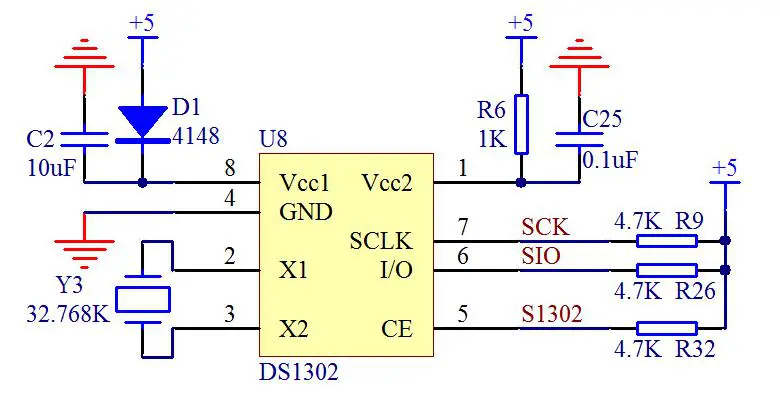 +5
+5
D1
4148
C2
10uF
R6
1K
C25
0.1uF
U8
+5
8
Vcc1
Vcc2
1
4
GND
7
SCK
4.7K R9
SCLK
2
X1
I/O
6
SIO
4.7K R26
Y3
32.768K
3
X2
CE
5
S1302
4.7K R32
DS1302